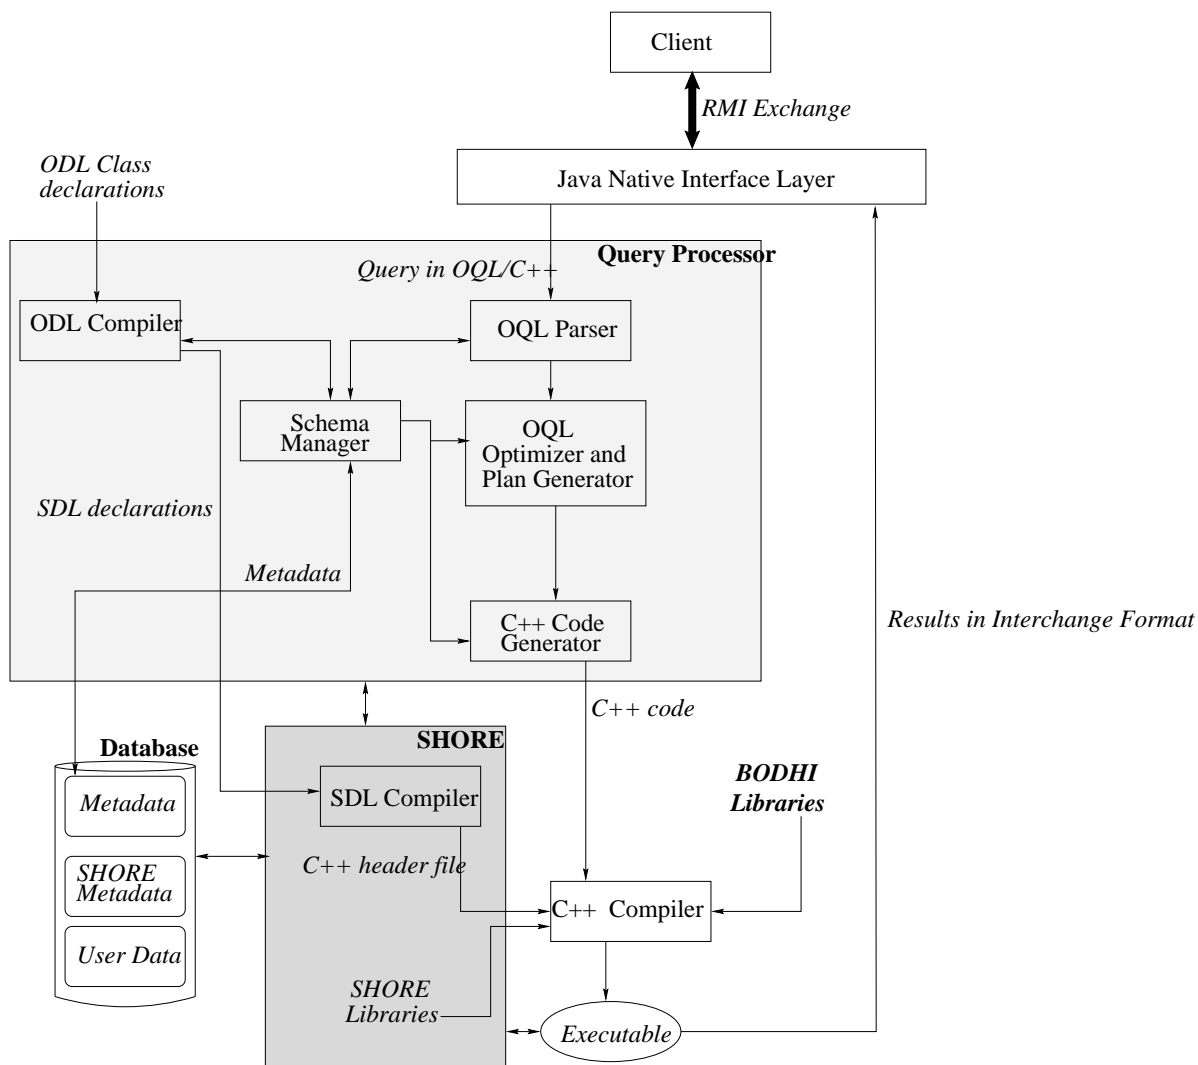 Client
RMI Exchange
ODL Class
declarations
Java Native Interface Layer
Query Processor
Query in OQL/C++
ODL Compiler
OQL Parser
Schema
Manager
OQL
Optimizer and
Plan Generator
SDL declarations
Metadata
C++ Code
Generator
Results in Interchange Format
C++ code
SHORE
Database
BODHI
Libraries
Metadata
SDL Compiler
SHORE
Metadata
C++ header file
C++ Compiler
User Data
SHORE
Libraries
Executable